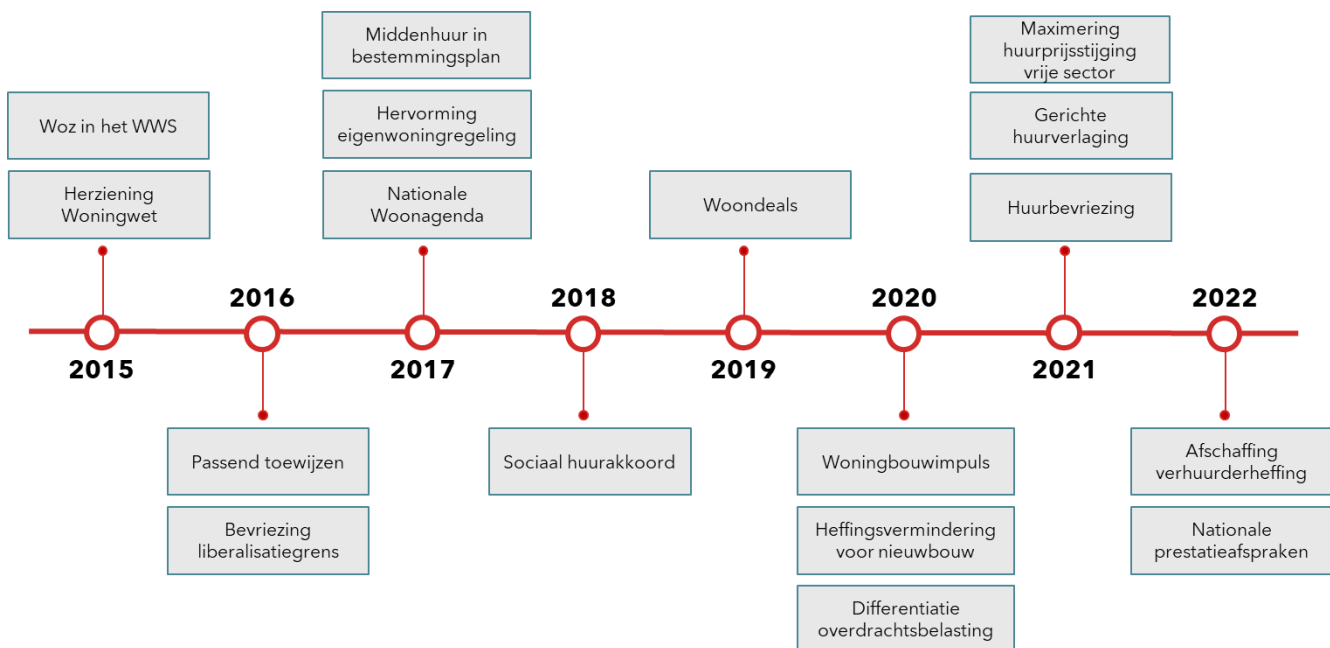 Middenhuur in
bestemmingsplan
Maximering
huurprijsstijging
vrije sector
Woz in het WWS
Hervorming
eigenwoningregeling
Gerichte
huurverlaging
Herziening
Woningwet
Nationale
Woonagenda
Woondeals
Huurbevriezing
2016
2018
2020
2022
2015
2017
2019
2021
Passend toewijzen
Sociaal huurakkoord
Woningbouwimpuls
Afschaffing
verhuurderheffing
Bevriezing
liberalisatiegrens
Heffingsvermindering
voor nieuwbouw
Nationale
prestatieafspraken
Differentiatie
overdrachtsbelasting